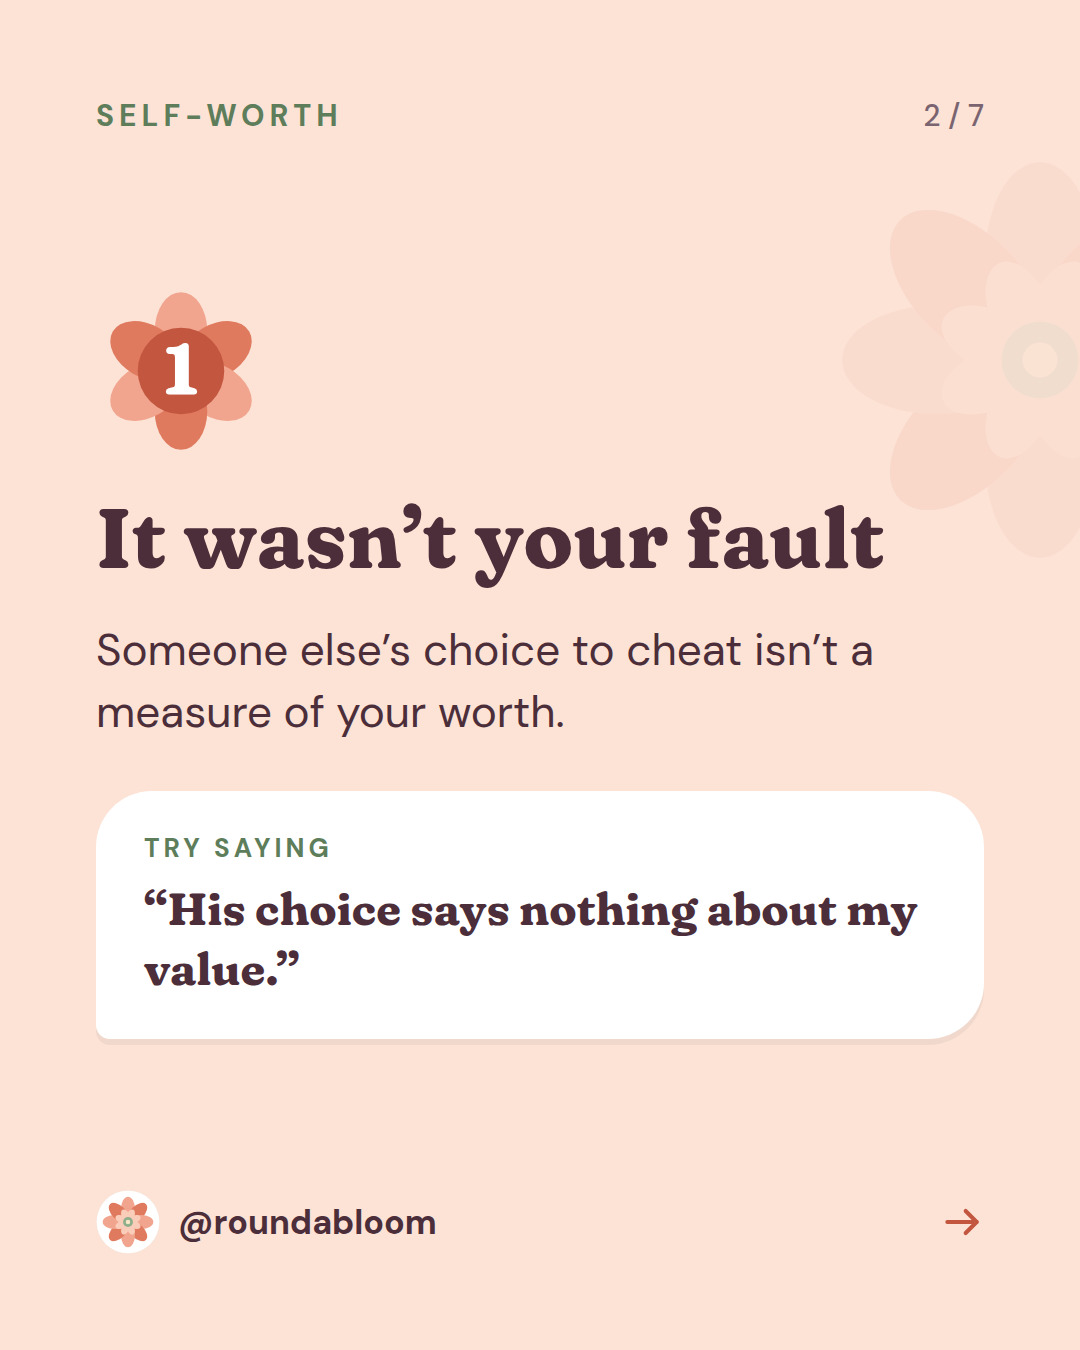 SELF-WORTH
2 / 7
1
It wasn’t your fault
Someone else’s choice to cheat isn’t a
measure of your worth.
TRY SAYING
“His choice says nothing about my
value.”
@roundabloom